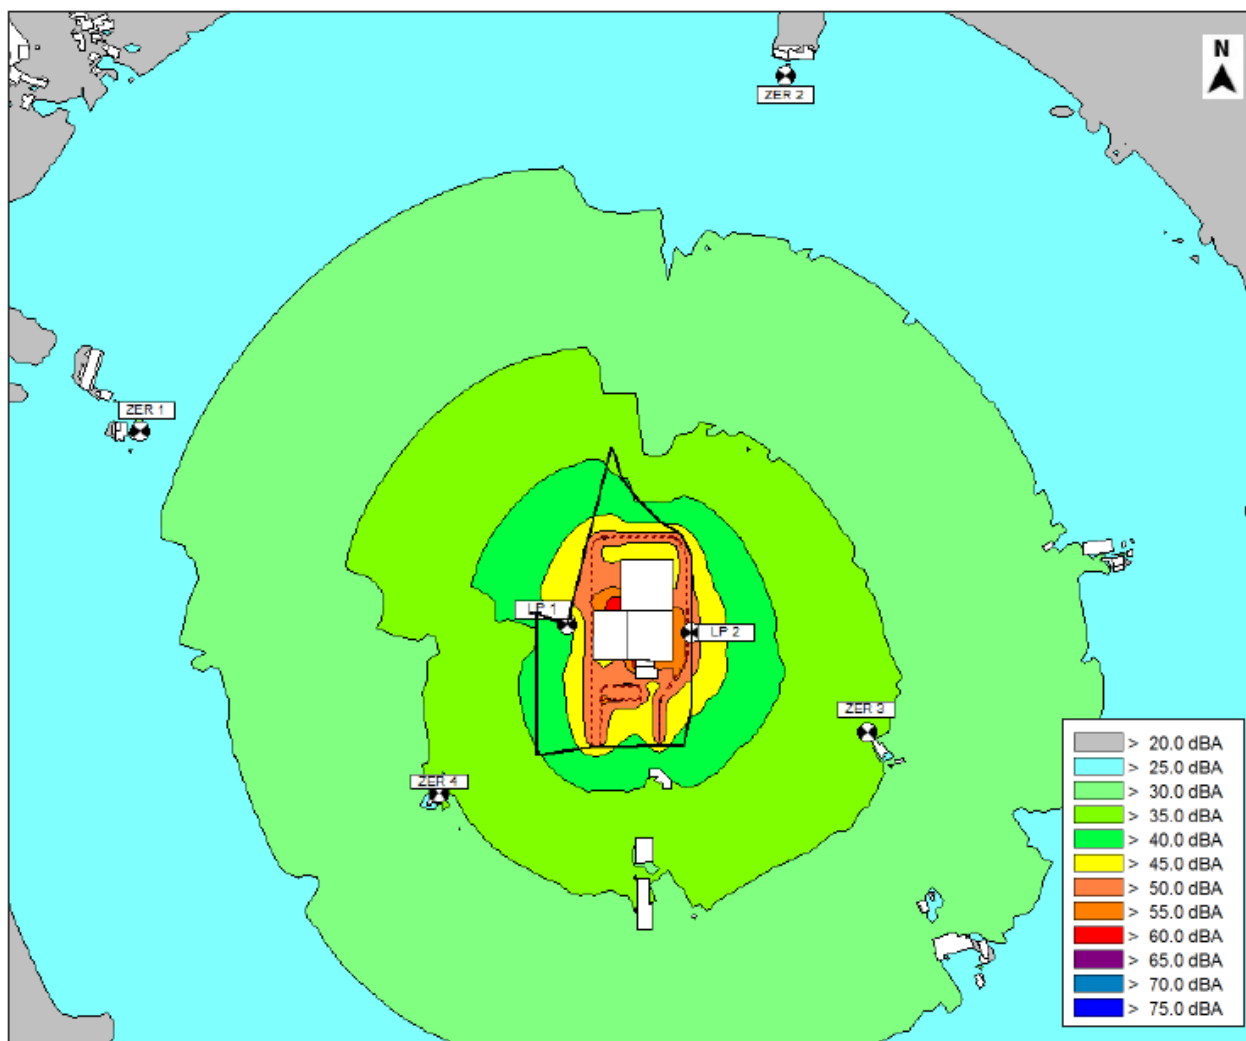 N
ZER 2
ZER 1
LP 1
LP 2
ZER 3
ZER 4
> 20.0 dBA
> 25.0 dBA
> 30.0 dBA
> 35.0 dBA
> 40.0 dBA
> 45.0 dBA
> 50.0 dBA
> 55.0 dBA
> 60.0 dBA
> 65.0 dBA
> 70.0 dBA
> 75.0 dBA